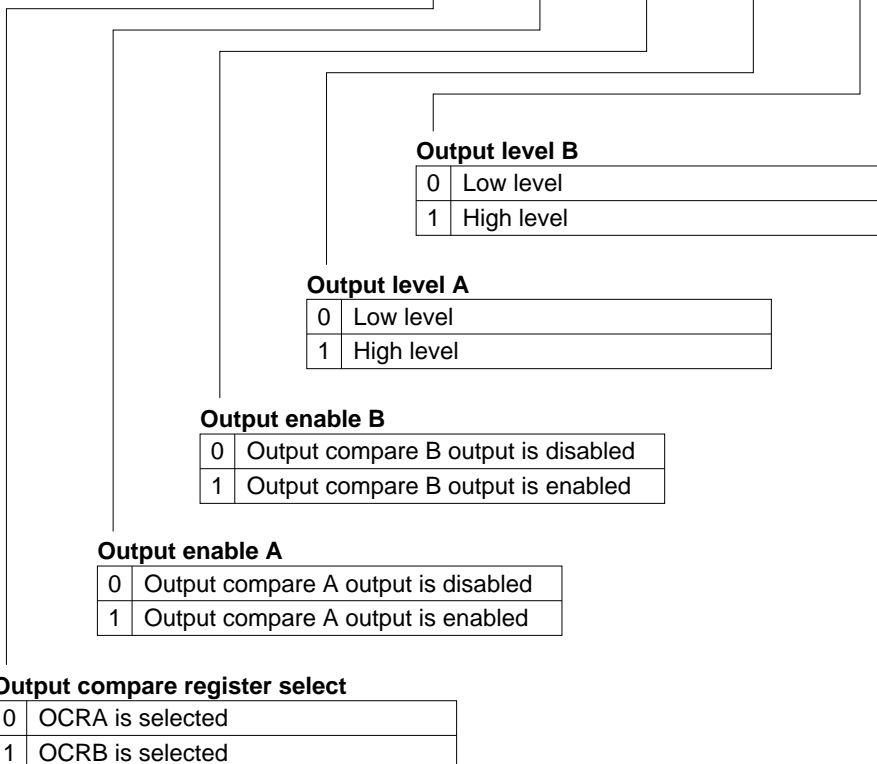 Output level B
0 Low level
1 High level
Output level A
0 Low level
1 High level
Output enable B
0 Output compare B output is disabled
1 Output compare B output is enabled
Output enable A
0 Output compare A output is disabled
1 Output compare A output is enabled
Output compare register select
0 OCRA is selected
1 OCRB is selected